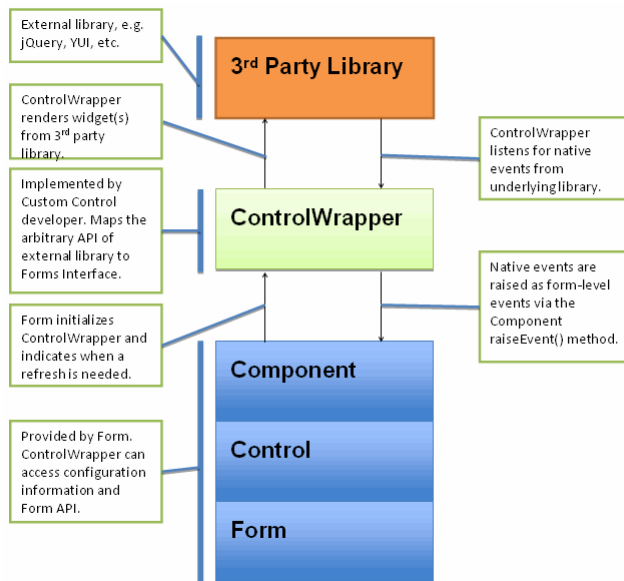 External library, e.g.
jQuery, YUI, etc.
3rd Party Library
ControlWrapper
renders widget(s)
from 3rd party
library.
ControlWrapper
listens for native
events from
underlying library.
Implemented by
Custom Control
developer. Maps the
arbitrary API of
external library to
Forms Interface.
ControlWrapper
Native events are
raised as form-level
events via the
Component
raiseEvent() method.
Form initializes
ControlWrapper and
indicates when a
refresh is needed.
Component
Provided by Form.
ControlWrapper can
access configuration
information and
Form API.
Control
Form